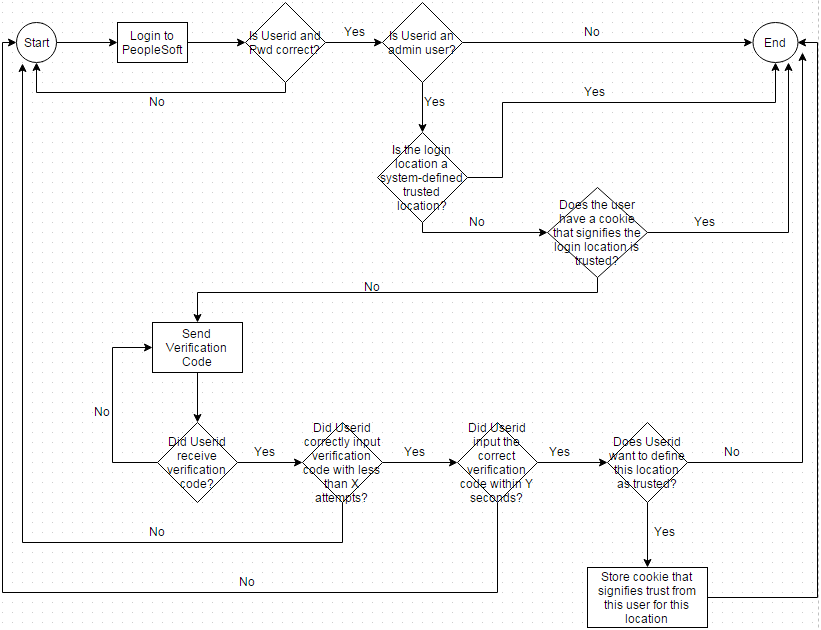 Start
Login to
PeopleSoft
Is Userid and
Pwd correct?
Yes
Is Userid an
admin user?
No
End
No
Yes
Yes
Is the login
location a
system-defined
trusted
location?
No
Does the user
have a cookie
that signifies the
login location is
trusted?
Yes
No
Send
Verification
Code
No
Did Userid
receive
verification
code?
Yes
Did Userid
correctly input
verification
code with less
than X
attempts?
Yes
Did Userid
input the
correct
verification
code within Y
seconds?
Yes
Does Userid
want to define
this location
as trusted?
No
No
Yes
No
Store cookie that
signifies trust from
this user for this
location